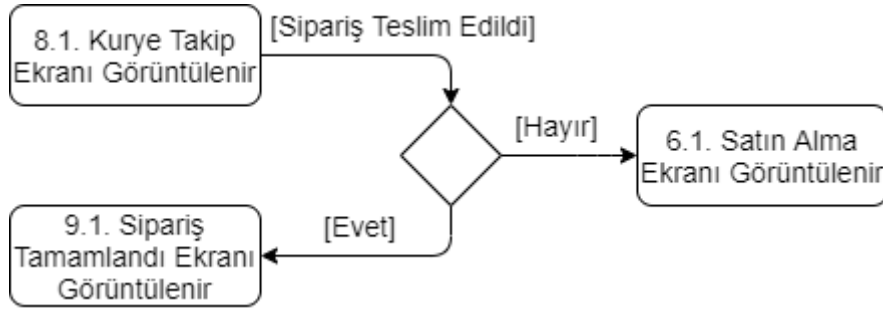 8.1. Kurye Takip
Ekranı Görüntülenir
[Sipariş Teslim Edildi]
[Hayır]
6.1. Satın Alma
Ekranı Görüntülenir
9.1. Sipariş
Tamamlandı Ekranı
Görüntülenir
[Evet]